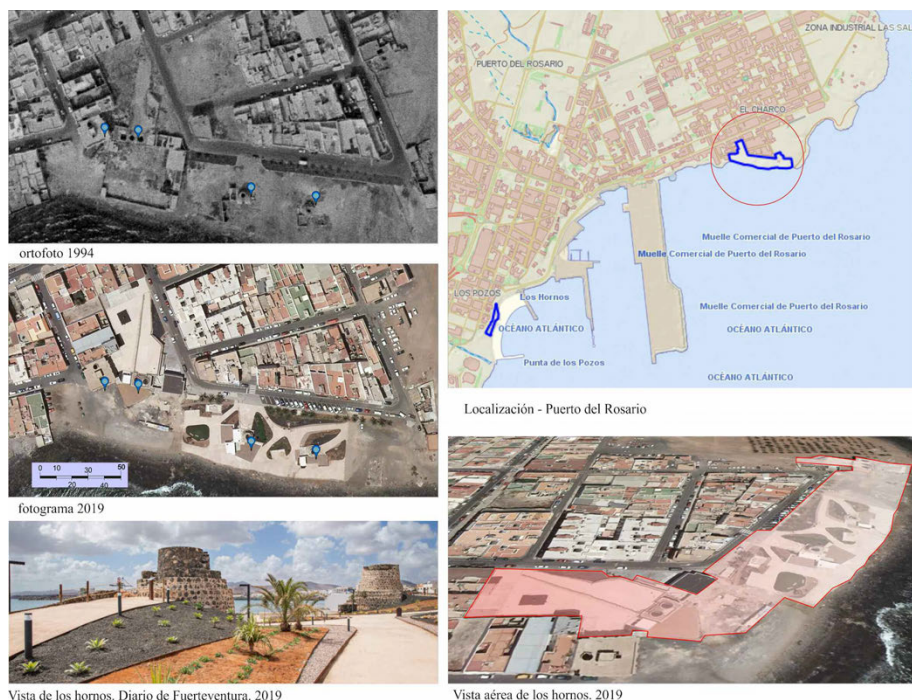 ortofoto 1994
ZONA INDUSTRIAL LAS SAL
PUERTO DEL ROSARIO
EL CHARCO
Muelle Comercial de Puerto del Rosario
Muelle Comercial de Puerto del Rosario
LOS POZOS
Los Hornos
Muelle Comercial de Puerto del Rosario
OCÉANO ATLÁNTICO
OCÉANO ATLÁNTICO
Punta de los Pozos
OCÉANO ATLÁNTICO
Localización - Puerto del Rosario
0 10 30 50
20 40
fotograma 2019
Vista de los hornos. Diario de Fuerteventura. 2019
Vista aérea de los hornos. 2019